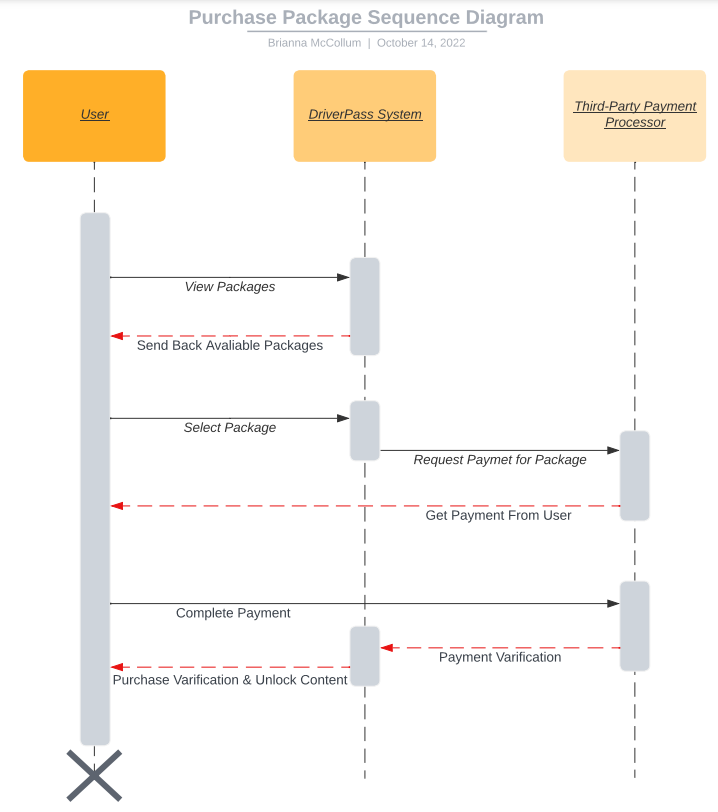 Purchase Package Sequence Diagram
Brianna McCollum | October 14, 2022
User
DriverPass System
Third-Party Payment
Processor
View Packages
Send Back Avaliable Packages
Select Package
Request Paymet for Package
Get Payment From User
Complete Payment
Payment Varification
Purchase Varification & Unlock Content